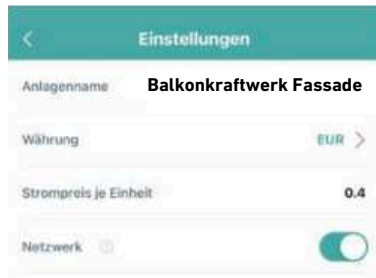 Einstellungen
Anlagenname Balkonkraftwerk Fassade
Währung EUR
Strompreis je Einheit 0.4
Netzwerk